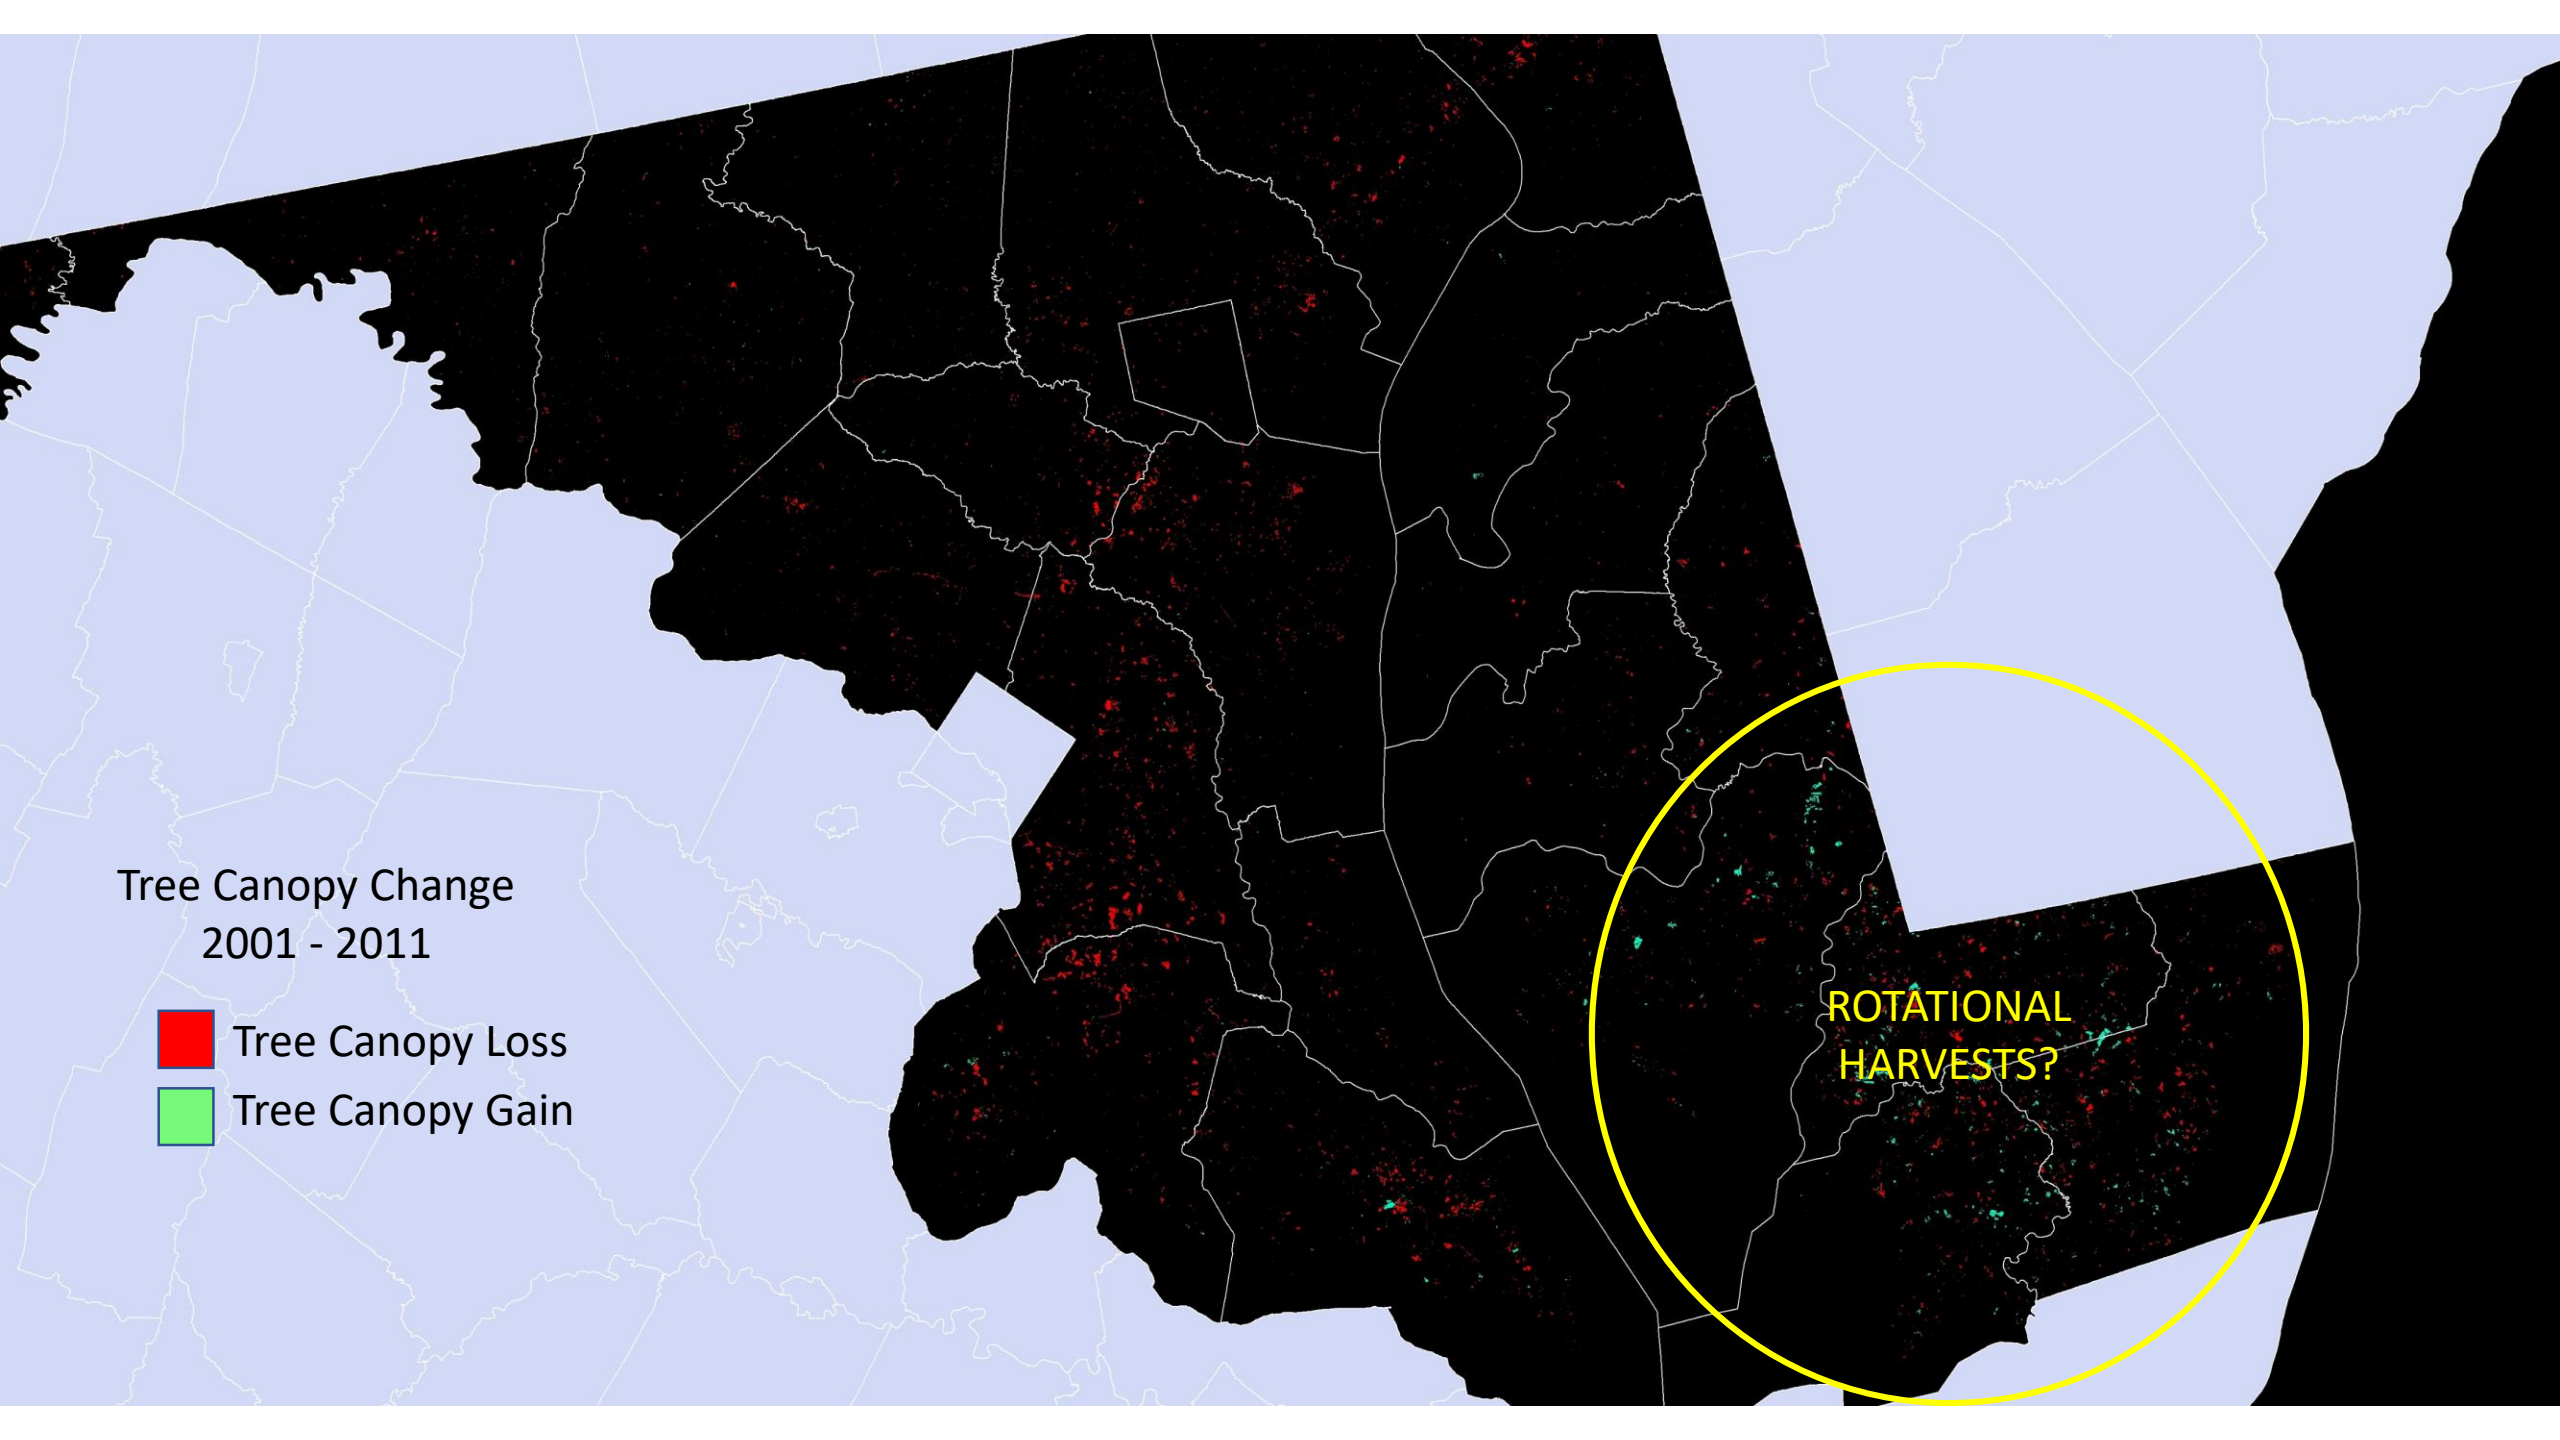 Tree Canopy Change
2001 - 2011
Tree Canopy Loss
Tree Canopy Gain
ROTATIONAL
HARVESTS?